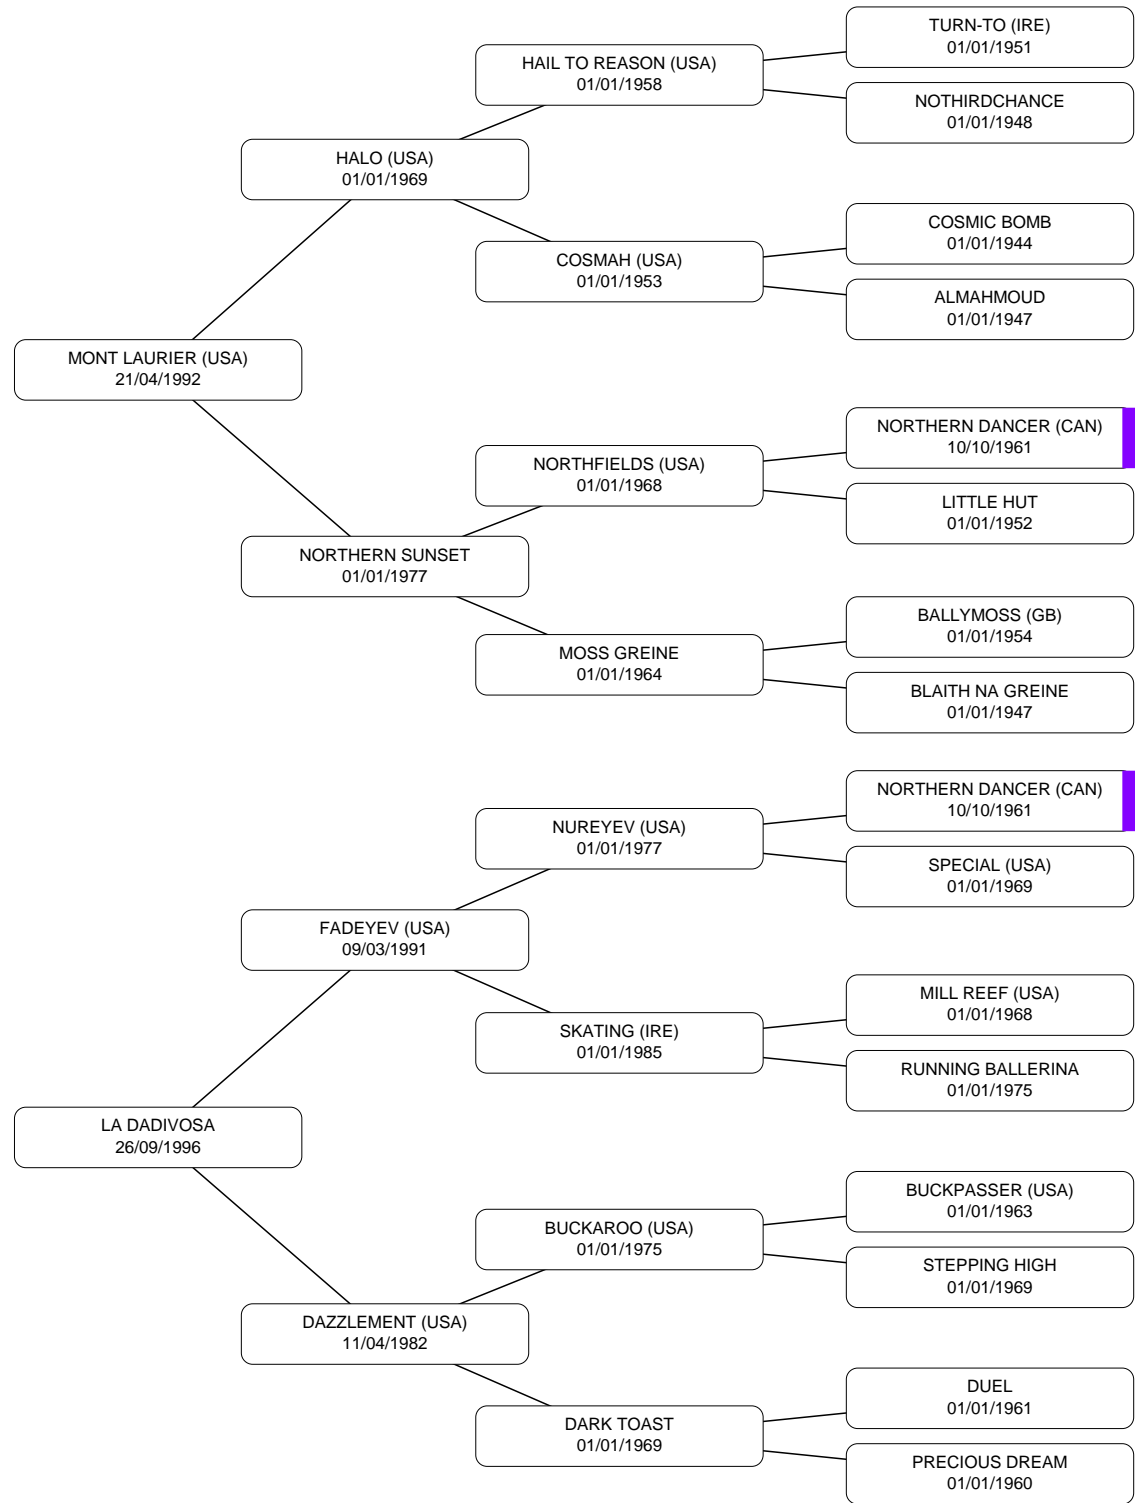 TURN-TO (IRE)
01/01/1951
HAIL TO REASON (USA)
01/01/1958
NOTHIRDCHANCE
01/01/1948
HALO (USA)
01/01/1969
COSMIC BOMB
01/01/1944
COSMAH (USA)
01/01/1953
ALMAHMOUD
01/01/1947
MONT LAURIER (USA)
21/04/1992
NORTHERN DANCER (CAN)
10/10/1961
NORTHFIELDS (USA)
01/01/1968
LITTLE HUT
01/01/1952
NORTHERN SUNSET
01/01/1977
BALLYMOSS (GB)
01/01/1954
MOSS GREINE
01/01/1964
BLAITH NA GREINE
01/01/1947
NORTHERN DANCER (CAN)
10/10/1961
NUREYEV (USA)
01/01/1977
SPECIAL (USA)
01/01/1969
FADEYEV (USA)
09/03/1991
MILL REEF (USA)
01/01/1968
SKATING (IRE)
01/01/1985
RUNNING BALLERINA
01/01/1975
LA DADIVOSA
26/09/1996
BUCKPASSER (USA)
01/01/1963
BUCKAROO (USA)
01/01/1975
STEPPING HIGH
01/01/1969
DAZZLEMENT (USA)
11/04/1982
DUEL
01/01/1961
DARK TOAST
01/01/1969
PRECIOUS DREAM
01/01/1960